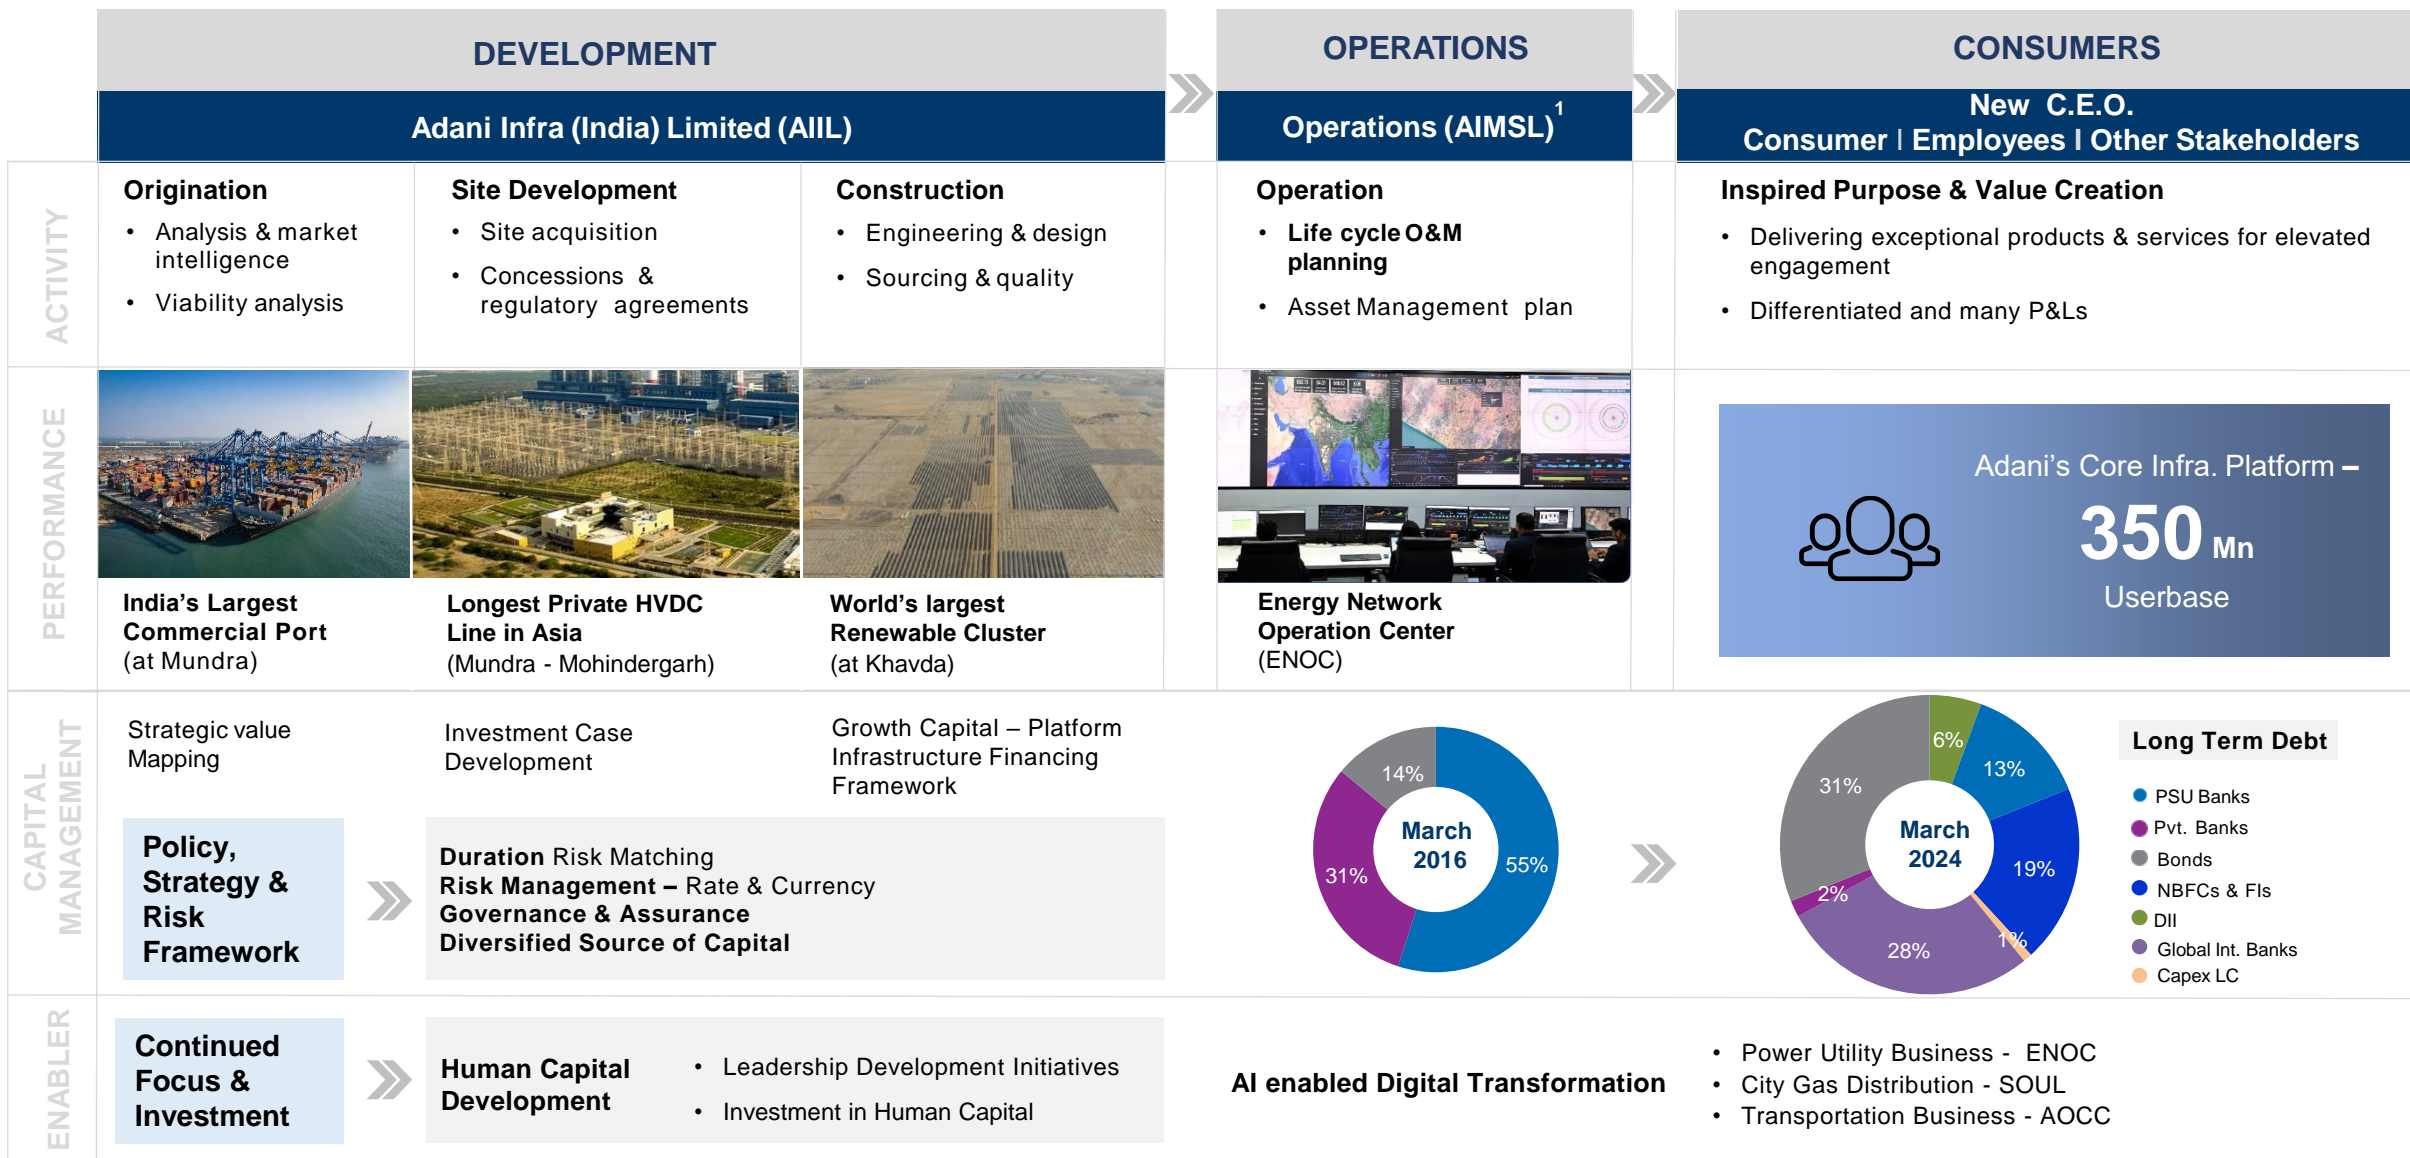 DEVELOPMENT
OPERATIONS
CONSUMERS
Adani Infra (India) Limited (AIIL)
Operations (AIMSL)1
New C.E.O.
Consumer I Employees I Other Stakeholders
ACTIVITY
Origination
• Analysis & market
intelligence
• Viability analysis
Site Development
• Site acquisition
• Concessions &
regulatory agreements
Construction
• Engineering & design
• Sourcing & quality
Operation
• Life cycle O&M
planning
• Asset Management plan
Inspired Purpose & Value Creation
• Delivering exceptional products & services for elevated
engagement
• Differentiated and many P&Ls
PERFORMANCE
India's Largest
Commercial Port
(at Mundra)
Longest Private HVDC
Line in Asia
(Mundra - Mohindergarh)
World's largest
Renewable Cluster
(at Khavda)
Energy Network
Operation Center
(ENOC)
Adani's Core Infra. Platform –
350 Mn
Userbase
CAPITAL
MANAGEMENT
Strategic value
Mapping
Investment Case
Development
Growth Capital – Platform
Infrastructure Financing
Framework
Policy,
Strategy &
Risk
Framework
Duration Risk Matching
Risk Management – Rate & Currency
Governance & Assurance
Diversified Source of Capital
14%
31%
55%
March
2016
6%
13%
31%
19%
2%
1%
28%
March
2024
Long Term Debt
PSU Banks
Pvt. Banks
Bonds
NBFCs & FIs
DII
Global Int. Banks
Capex LC
ENABLER
Continued
Focus &
Investment
Human Capital
Development
• Leadership Development Initiatives
• Investment in Human Capital
AI enabled Digital Transformation
• Power Utility Business - ENOC
• City Gas Distribution - SOUL
• Transportation Business - AOCC